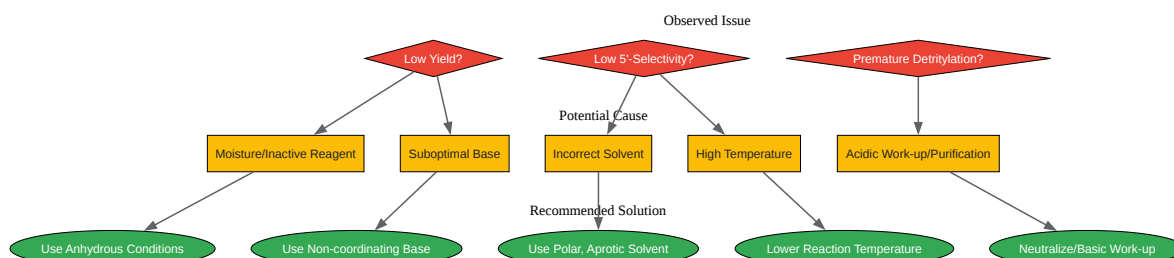 Observed Issue
Low Yield?
Low 5'-Selectivity?
Premature Detritylation?
Potential Cause
Moisture/Inactive Reagent
Suboptimal Base
Incorrect Solvent
High Temperature
Acidic Work-up/Purification
Recommended Solution
Use Anhydrous Conditions
Use Non-coordinating Base
Use Polar, Aprotic Solvent
Lower Reaction Temperature
Neutralize/Basic Work-up